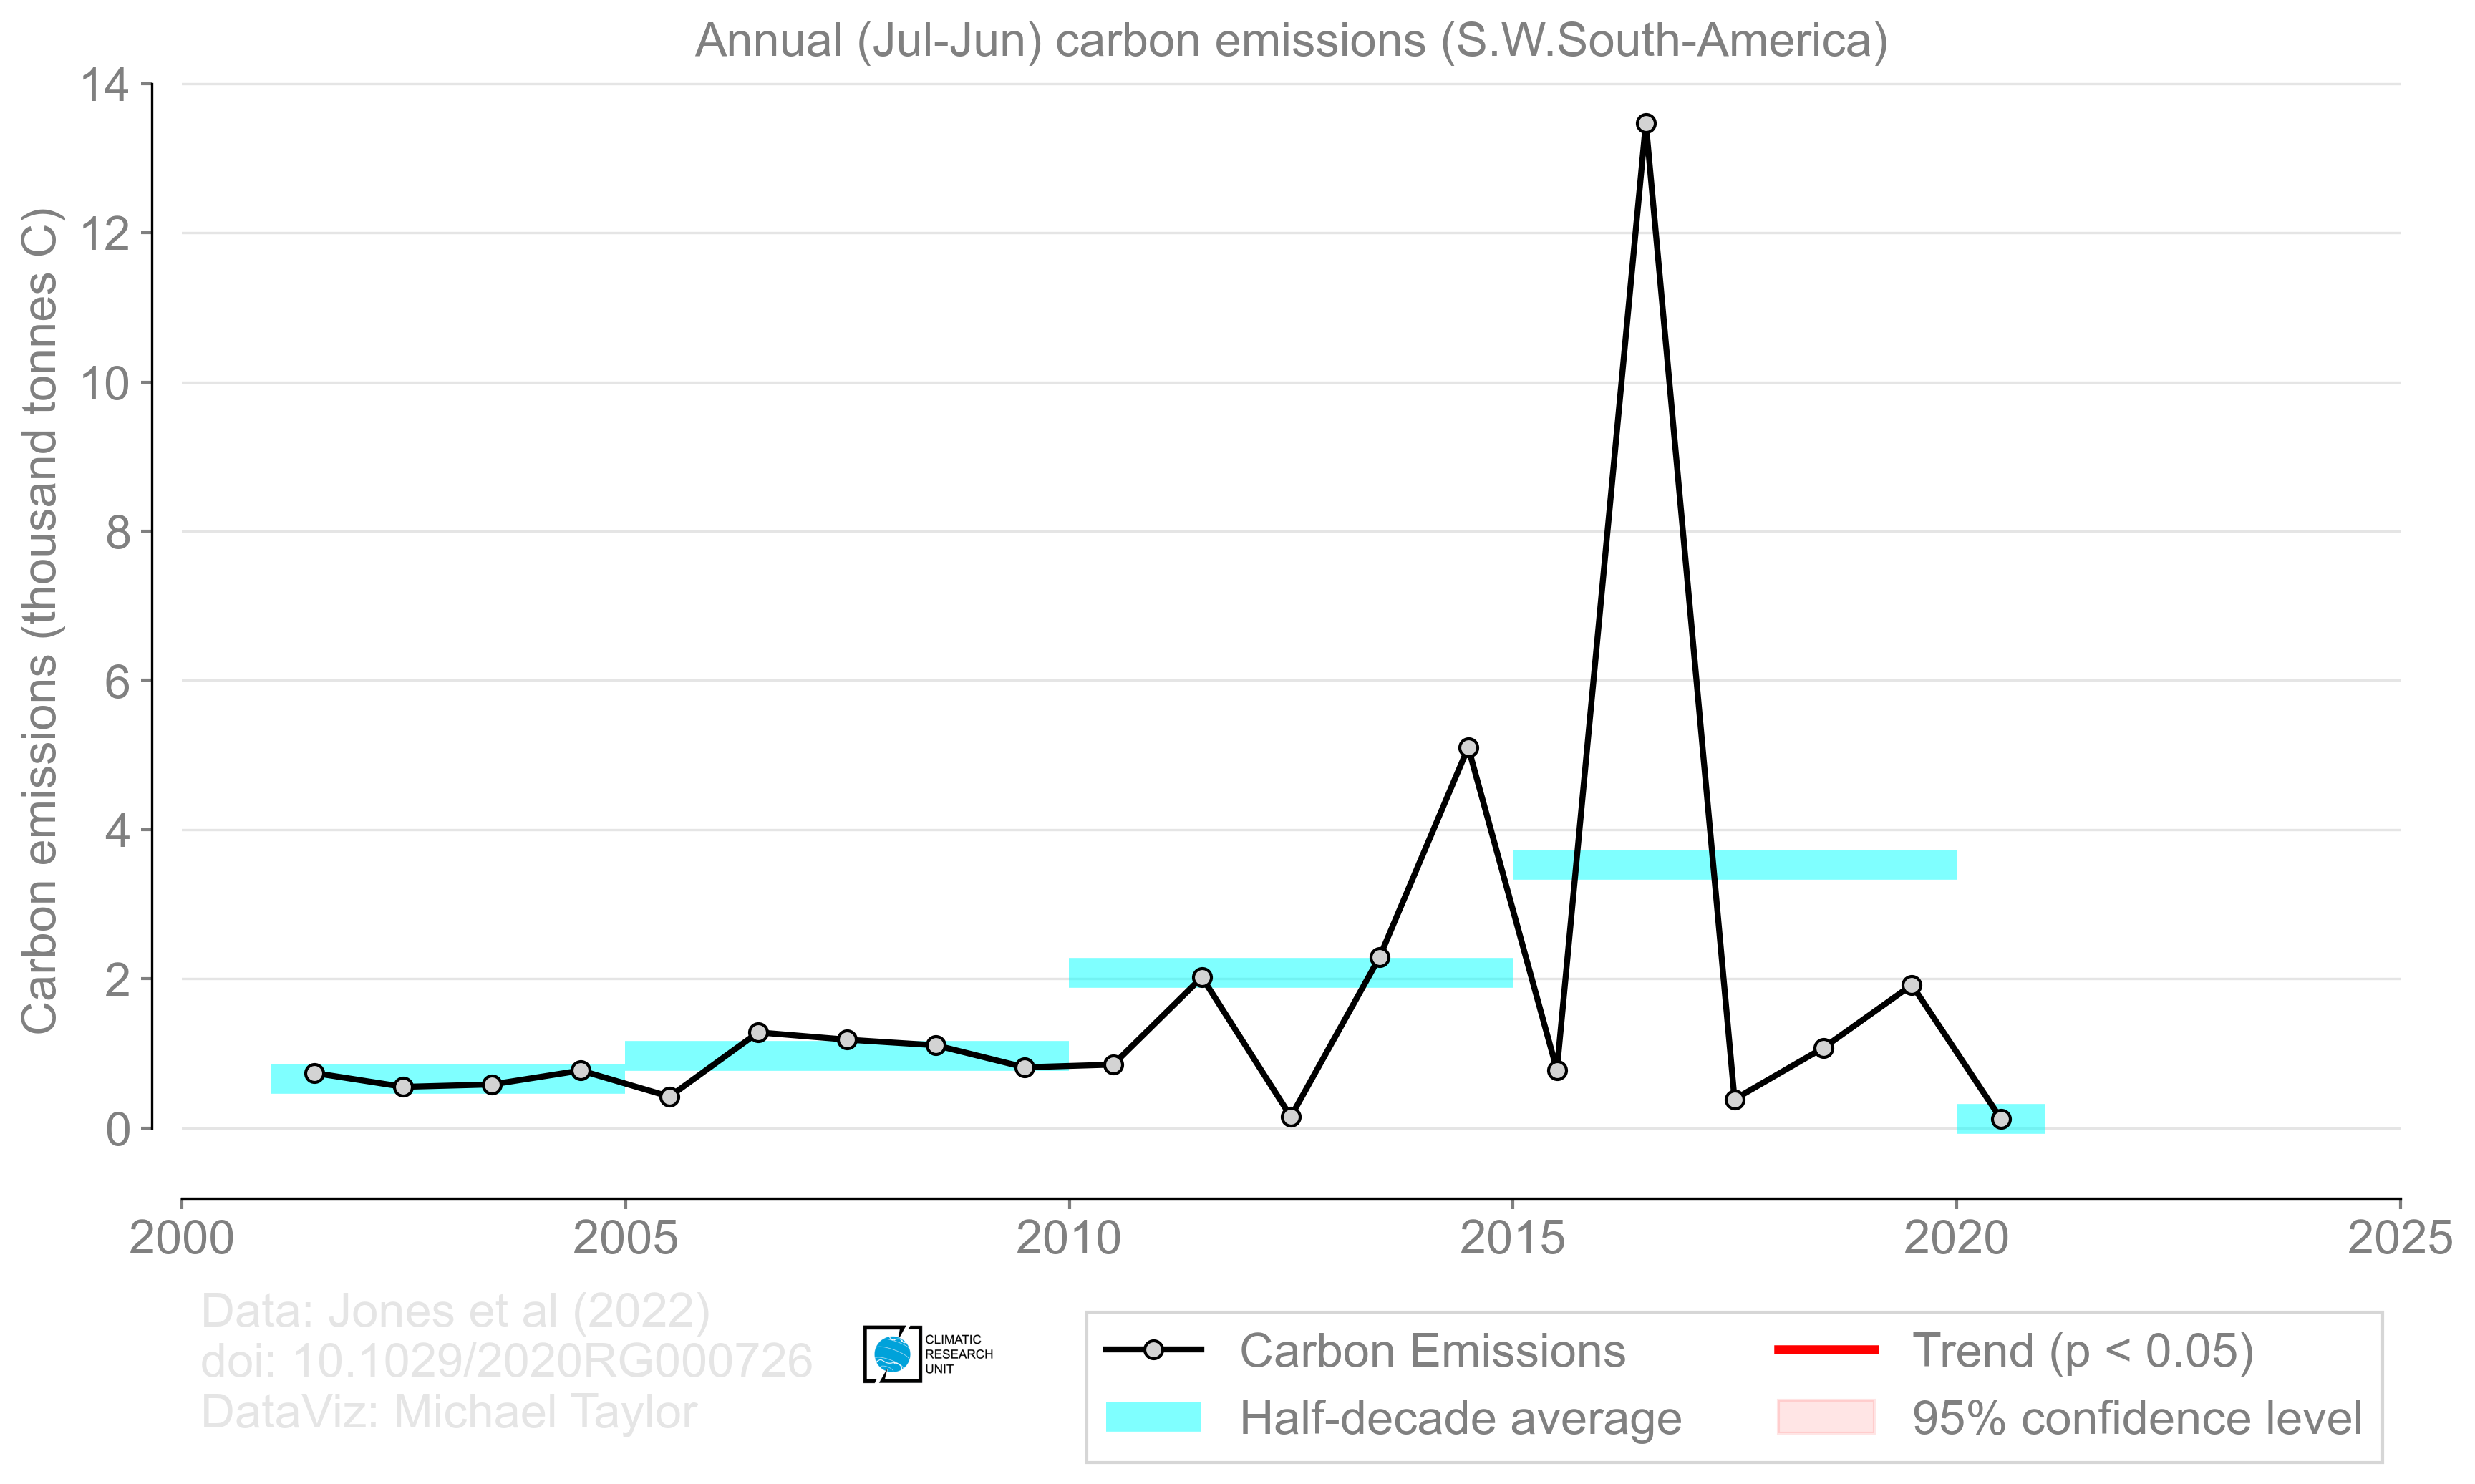 Annual (Jul-Jun) carbon emissions (S.W.South-America)
Carbon emissions (thousand tonnes C)
14
12
10
8
6
4
2
0
2000 2005 2010 2015 2020 2025
Data: Jones et al (2022)
doi: 10.1029/2020RG000726
DataViz: Michael Taylor
CLIMATIC
RESEARCH
UNIT
Carbon Emissions
Half-decade average
Trend (p < 0.05)
95% confidence level